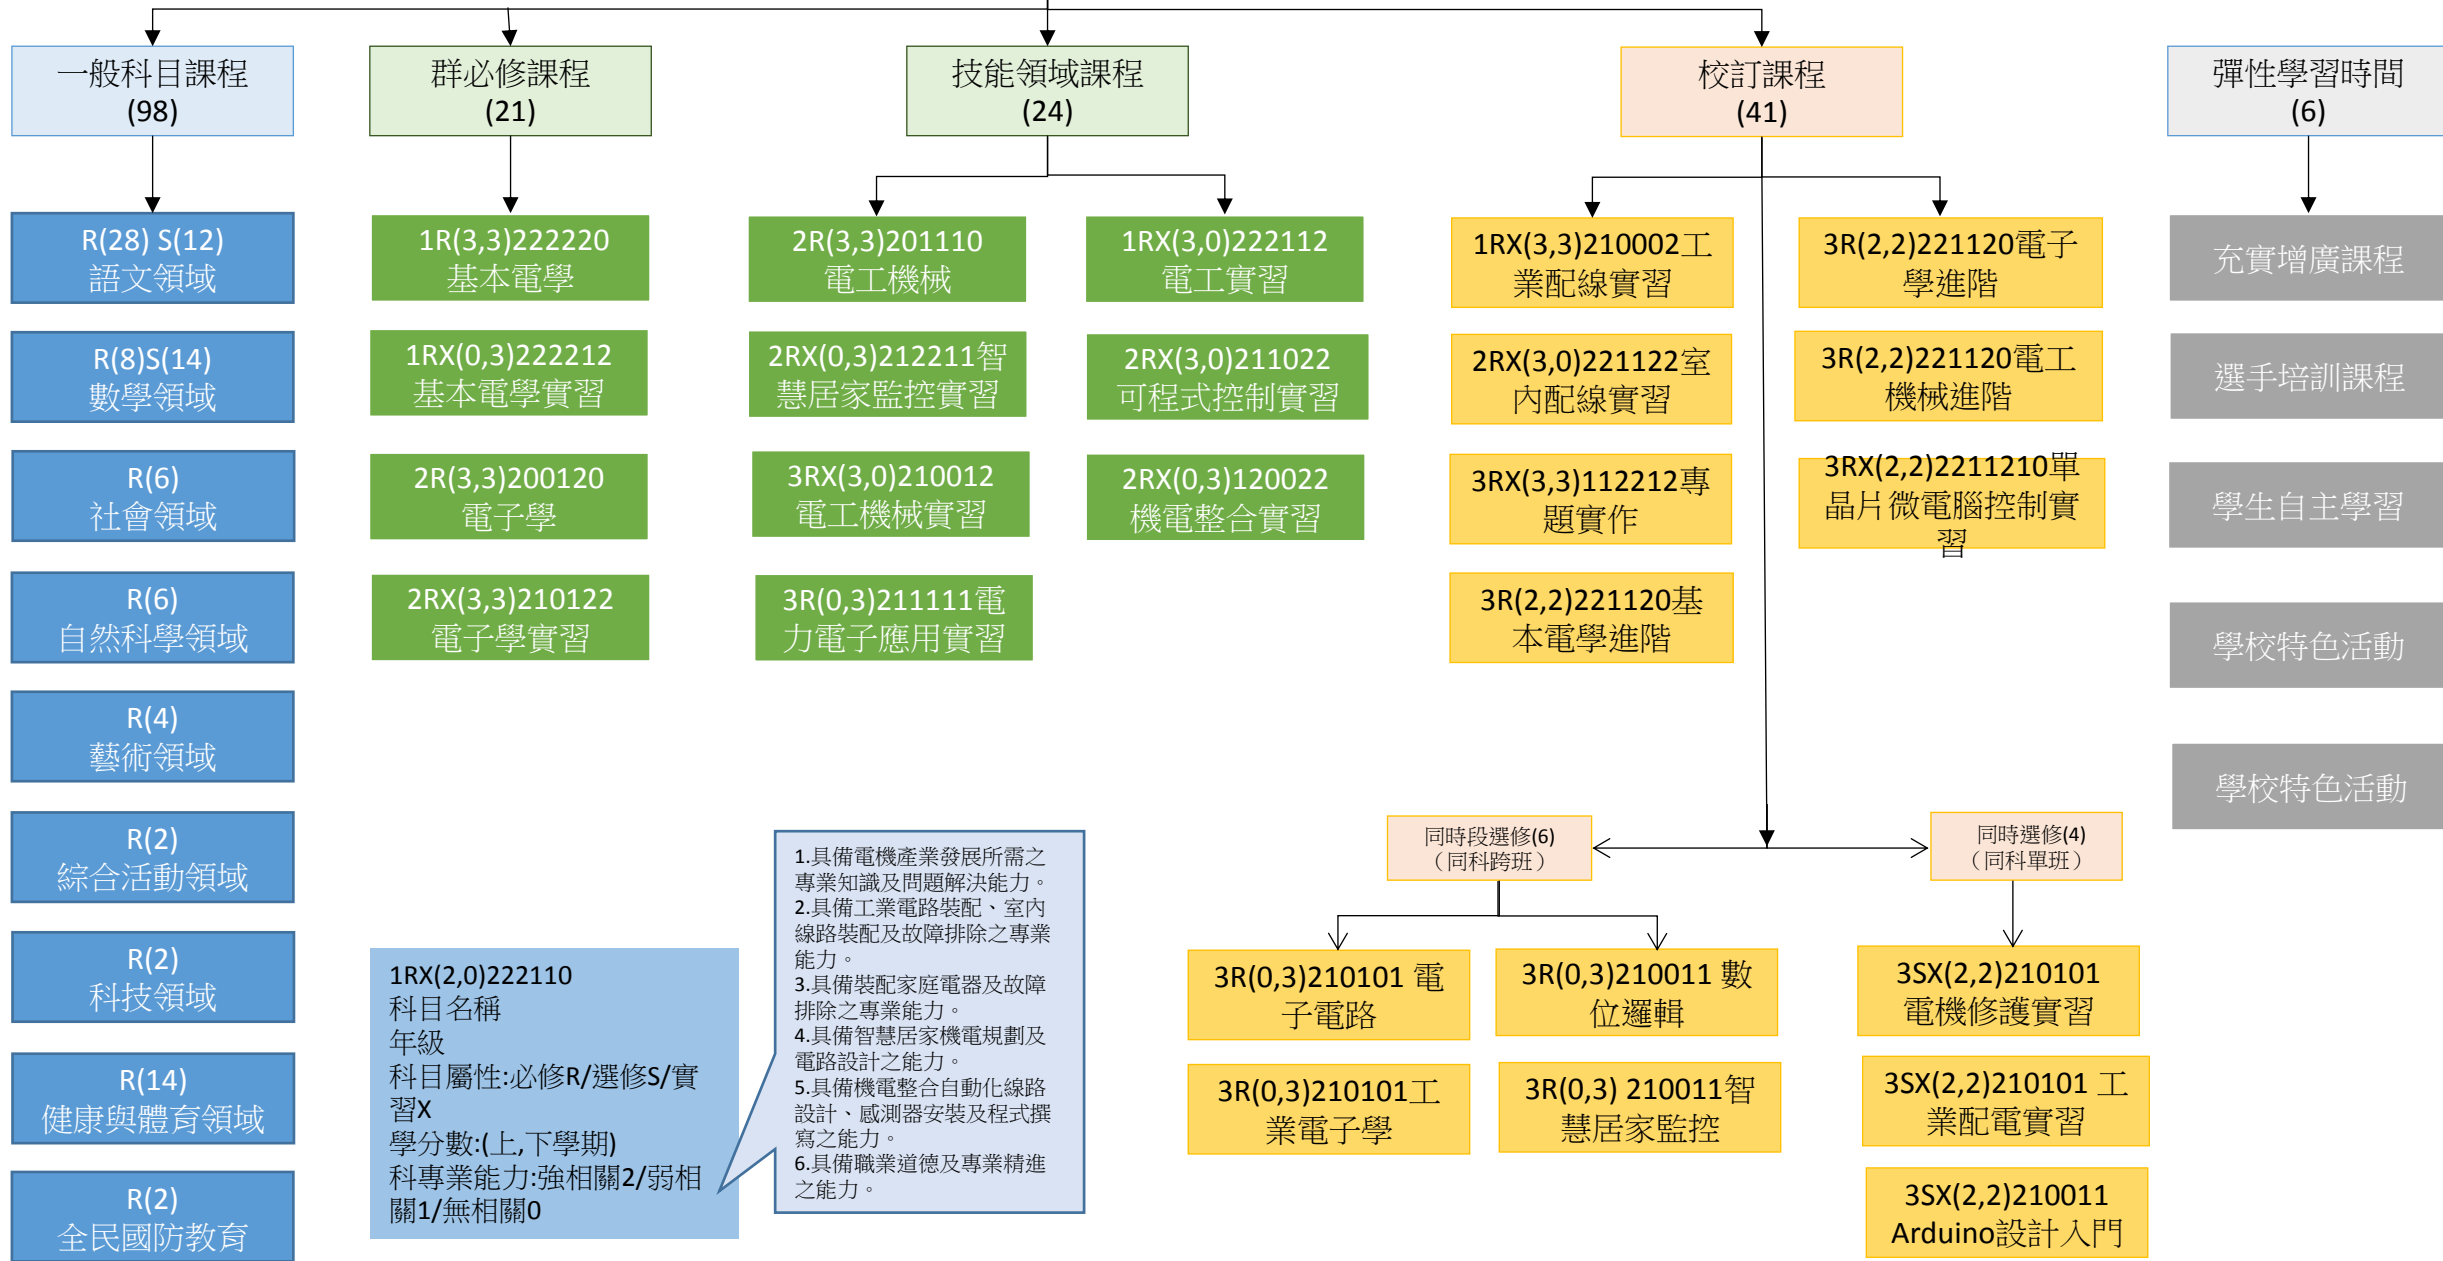 一般科目課程
(98)
群必修課程
(21)
技能領域課程
(24)
校訂課程
(41)
彈性學習時間
(6)
R(28) S(12)
語文領域
R(8)S(14)
數學領域
R(6)
社會領域
R(6)
自然科學領域
R(4)
藝術領域
R(2)
綜合活動領域
R(2)
科技領域
R(14)
健康與體育領域
R(2)
全民國防教育
1R(3,3)222220
基本電學
1RX(0,3)222212
基本電學實習
2R(3,3)200120
電子學
2RX(3,3)210122
電子學實習
2R(3,3)201110
電工機械
2RX(0,3)212211智
慧居家監控實習
3RX(3,0)210012
電工機械實習
3R(0,3)211111電
力電子應用實習
1RX(3,0)222112
電工實習
2RX(3,0)211022
可程式控制實習
2RX(0,3)120022
機電整合實習
1RX(3,3)210002工
業配線實習
2RX(3,0)221122室
內配線實習
3RX(3,3)112212專
題實作
3R(2,2)221120基
本電學進階
3R(2,2)221120電子
學進階
3R(2,2)221120電工
機械進階
3RX(2,2)2211210單
晶片微電腦控制實
習
充實增廣課程
選手培訓課程
學生自主學習
學校特色活動
學校特色活動
同時段選修(6)
（同科跨班）
同時選修(4)
（同科單班）
3R(0,3)210101 電
子電路
3R(0,3)210101工
業電子學
3R(0,3)210011 數
位邏輯
3R(0,3) 210011智
慧居家監控
3SX(2,2)210101
電機修護實習
3SX(2,2)210101 工
業配電實習
3SX(2,2)210011
Arduino設計入門
1RX(2,0)222110
科目名稱
年級
科目屬性:必修R/選修S/實
習X
學分數:(上,下學期)
科專業能力:強相關2/弱相
關1/無相關0
1.具備電機產業發展所需之
專業知識及問題解決能力。
2.具備工業電路裝配、室內
線路裝配及故障排除之專業
能力。
3.具備裝配家庭電器及故障
排除之專業能力。
4.具備智慧居家機電規劃及
電路設計之能力。
5.具備機電整合自動化線路
設計、感測器安裝及程式撰
寫之能力。
6.具備職業道德及專業精進
之能力。